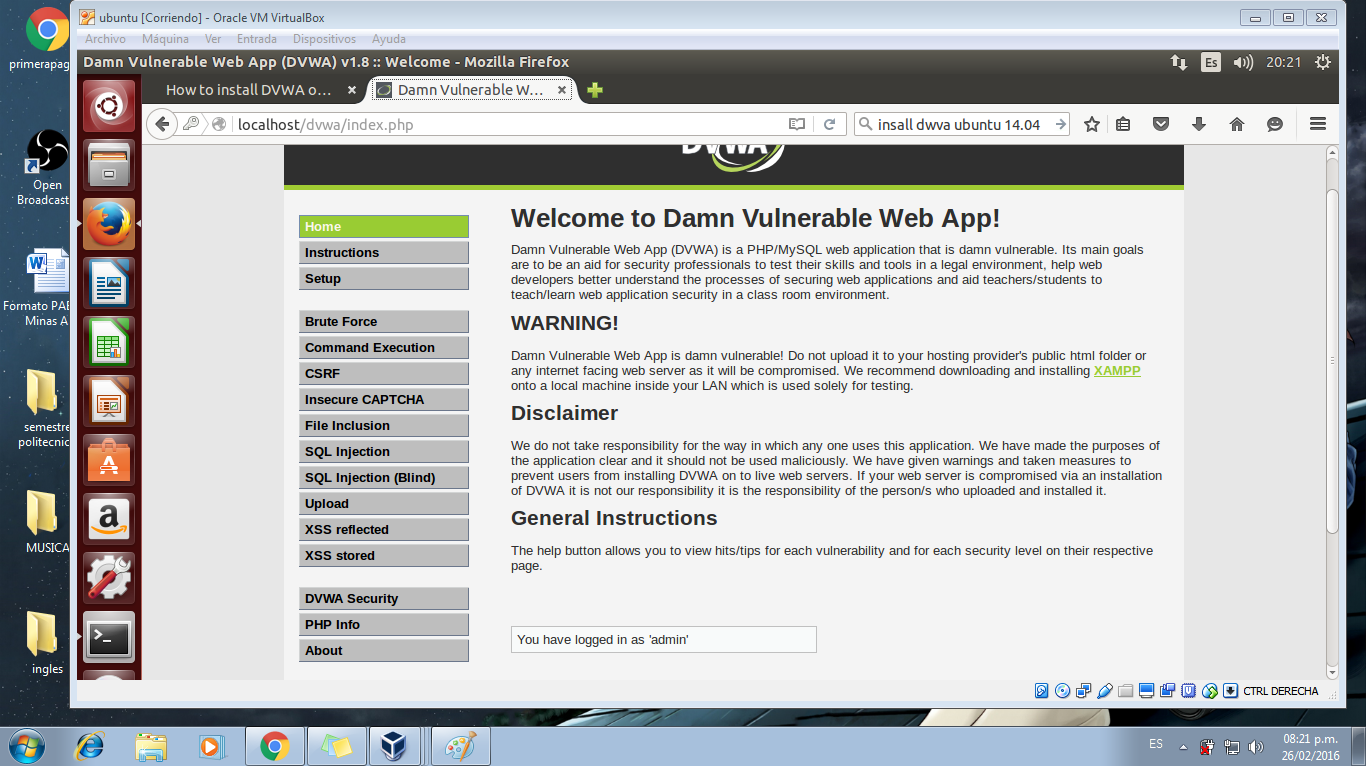 ubuntu [Corriendo] - Oracle VM VirtualBox
Archivo Máquina Ver Entrada Dispositivos Ayuda
Damn Vulnerable Web App (DVWA) v1.8 :: Welcome - Mozilla Firefox
Es
20:21
How to install DVWA o...
Damn Vulnerable W...
localhost/dvwa/index.php
insall dwva ubuntu 14.04
DVWA
Home
Instructions
Setup
Brute Force
Command Execution
CSRF
Insecure CAPTCHA
File Inclusion
SQL Injection
SQL Injection (Blind)
Upload
XSS reflected
XSS stored
DVWA Security
PHP Info
About
Welcome to Damn Vulnerable Web App!
Damn Vulnerable Web App (DVWA) is a PHP/MySQL web application that is damn vulnerable. Its main goals
are to be an aid for security professionals to test their skills and tools in a legal environment, help web
developers better understand the processes of securing web applications and aid teachers/students to
teach/learn web application security in a class room environment.
WARNING!
Damn Vulnerable Web App is damn vulnerable! Do not upload it to your hosting provider's public html folder or
any internet facing web server as it will be compromised. We recommend downloading and installing XAMPP
onto a local machine inside your LAN which is used solely for testing.
Disclaimer
We do not take responsibility for the way in which any one uses this application. We have made the purposes of
the application clear and it should not be used maliciously. We have given warnings and taken measures to
prevent users from installing DVWA on to live web servers. If your web server is compromised via an installation
of DVWA it is not our responsibility it is the responsibility of the person/s who uploaded and installed it.
General Instructions
The help button allows you to view hits/tips for each vulnerability and for each security level on their respective
page.
You have logged in as 'admin'
CTRL DERECHA
primerapag
Open
Broadcast
Formato PAE
Minas A
semestre
politecnic
MUSICA
ingles
ES
08:21 p.m.
26/02/2016